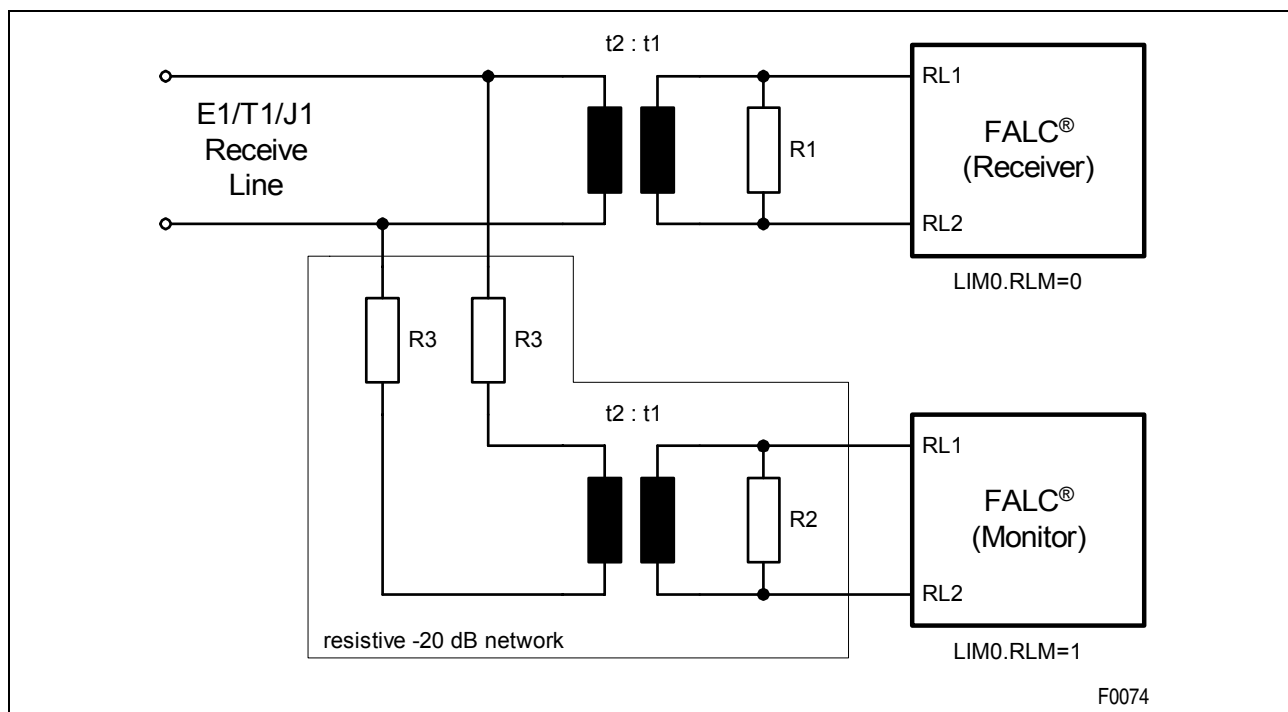 t2 : t1
E1/T1/J1
Receive
Line
R1
RL1
FALC®
(Receiver)
RL2
LIM0.RLM=0
R3
R3
t2 : t1
R2
RL1
FALC®
(Monitor)
RL2
resistive -20 dB network
LIM0.RLM=1
F0074